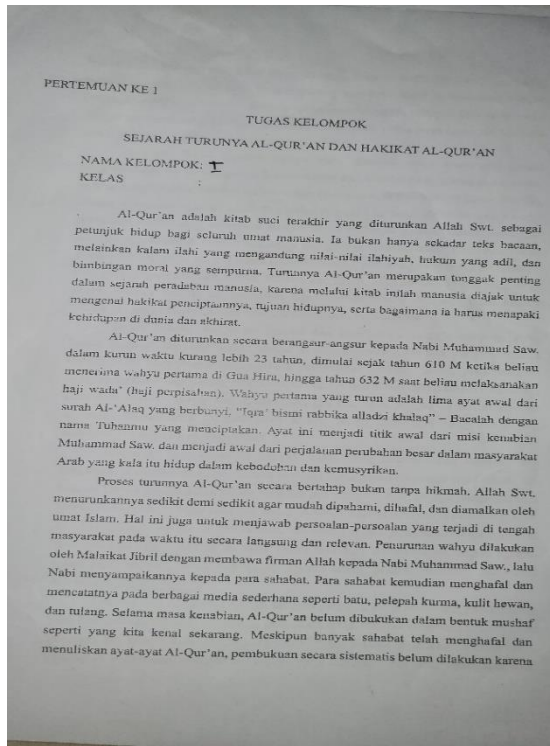 PERTEMUAN KE 1
TUGAS KELOMPOK
SEJARAH TURUNYA AL-QUR'AN DAN HAKIKAT AL-QUR'AN
NAMA KELOMPOK: I
KELAS :
Al-Qur'an adalah kitab suci terakhir yang diturunkan Allah Swt. sebagai
petunjuk hidup bagi seluruh umat manusia. Ia bukan hanya sekadar teks bacaan,
melainkan kalam ilahi yang mengandung nilai-nilai ilahiyah, hukum yang adil, dan
bimbingan moral yang sempurna. Turunnya Al-Qur'an merupakan tonggak penting
dalam sejarah peradaban manusia, karena melalui kitab inilah manusia diajak untuk
mengenal hakikat penciptaannya, tujuan hidupnya, serta bagaimana ia harus menapaki
kehidupan di dunia dan akhirat.
Al-Qur'an diturunkan secara berangsur-angsur kepada Nabi Muhammad Saw.
dalam kurun waktu kurang lebih 23 tahun, dimulai sejak tahun 610 M ketika beliau
menerima wahyu pertama di Gua Hira, hingga tahun 632 M saat beliau melaksanakan
haji wada' (haji perpisahan). Wahyu pertama yang turun adalah lima ayat awal dari
surah Al-'Alaq yang berbunyi, "Iqra' bismi rabbika alladzi khalaq" – Bacalah dengan
nama Tuhanmu yang menciptakan. Ayat ini menjadi titik awal dari misi kenabian
Muhammad Saw. dan menjadi awal dari perjalanan perubahan besar dalam masyarakat
Arab yang kala itu hidup dalam kebodohan dan kemusyrikan.
Proses turunnya Al-Qur'an secara bertahap bukan tanpa hikmah. Allah Swt.
menurunkannya sedikit demi sedikit agar mudah dipahami, dihafal, dan diamalkan oleh
umat Islam. Hal ini juga untuk menjawab persoalan-persoalan yang terjadi di tengah
masyarakat pada waktu itu secara langsung dan relevan. Penurunan wahyu dilakukan
oleh Malaikat Jibril dengan membawa firman Allah kepada Nabi Muhammad Saw., lalu
Nabi menyampaikannya kepada para sahabat. Para sahabat kemudian menghafal dan
mencatatnya pada berbagai media sederhana seperti batu, pelepah kurma, kulit hewan,
dan tulang. Selama masa kenabian, Al-Qur'an belum dibukukan dalam bentuk mushaf
seperti yang kita kenal sekarang. Meskipun banyak sahabat telah menghafal dan
menuliskan ayat-ayat Al-Qur'an, pembukuan secara sistematis belum dilakukan karena